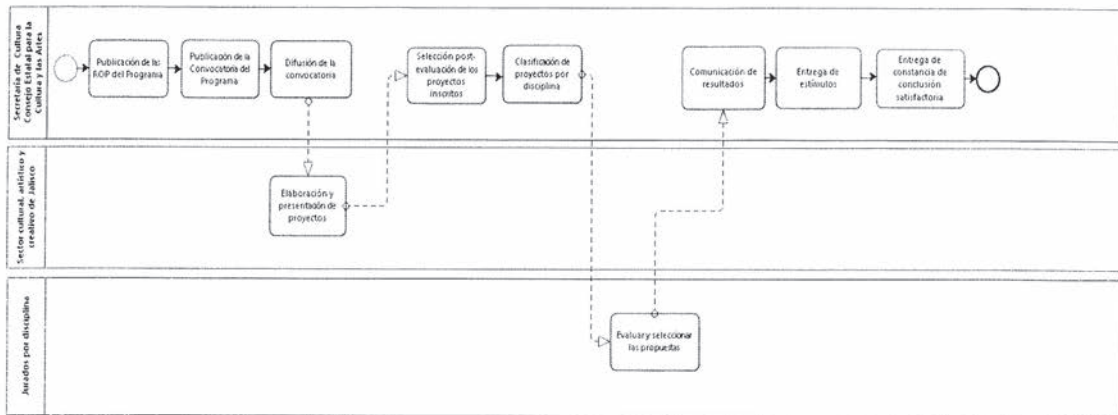 Secretaría de Cultura
Consejo Estatal para la
Cultura y las Artes
Publicación de las
ROP del Programa
Publicación de la
Convocatoria del
Programa
Difusión de la
convocatoria
Selección post-
evaluación de los
proyectos
inscritos
Clasificación de
proyectos por
disciplina
Comunicación de
resultados
Entrega de
estímulos
Entrega de
constancia de
conclusión
satisfactoria
Sector cultural, artístico y
creativo de Jalisco
Elaboración y
presentación de
proyectos
Jurados por disciplina
Evaluar y seleccionar
las propuestas